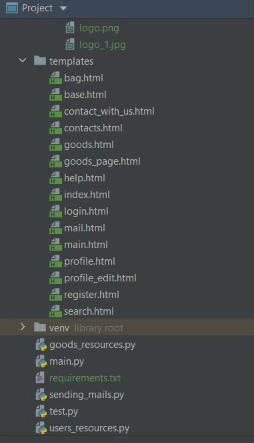 Project
logo.png
logo_1.jpg
templates
bag.html
base.html
contact_with_us.html
contacts.html
goods.html
goods_page.html
help.html
index.html
login.html
mail.html
main.html
profile.html
profile_edit.html
register.html
search.html
venv library root
goods_resources.py
main.py
requirements.txt
sending_mails.py
test.py
users_resources.py